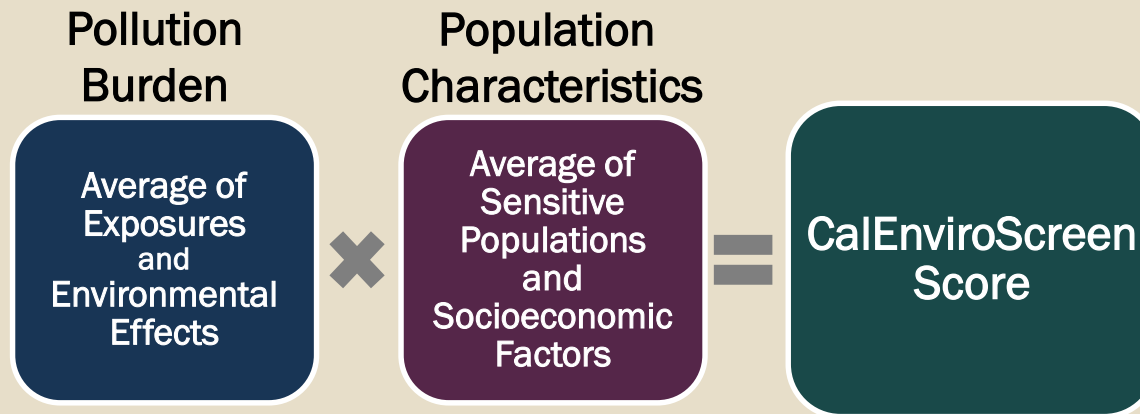 Pollution
Burden
Population
Characteristics
Average of
Exposures
and
Environmental
Effects
Average of
Sensitive
Populations
and
Socioeconomic
Factors
CalEnviroScreen
Score